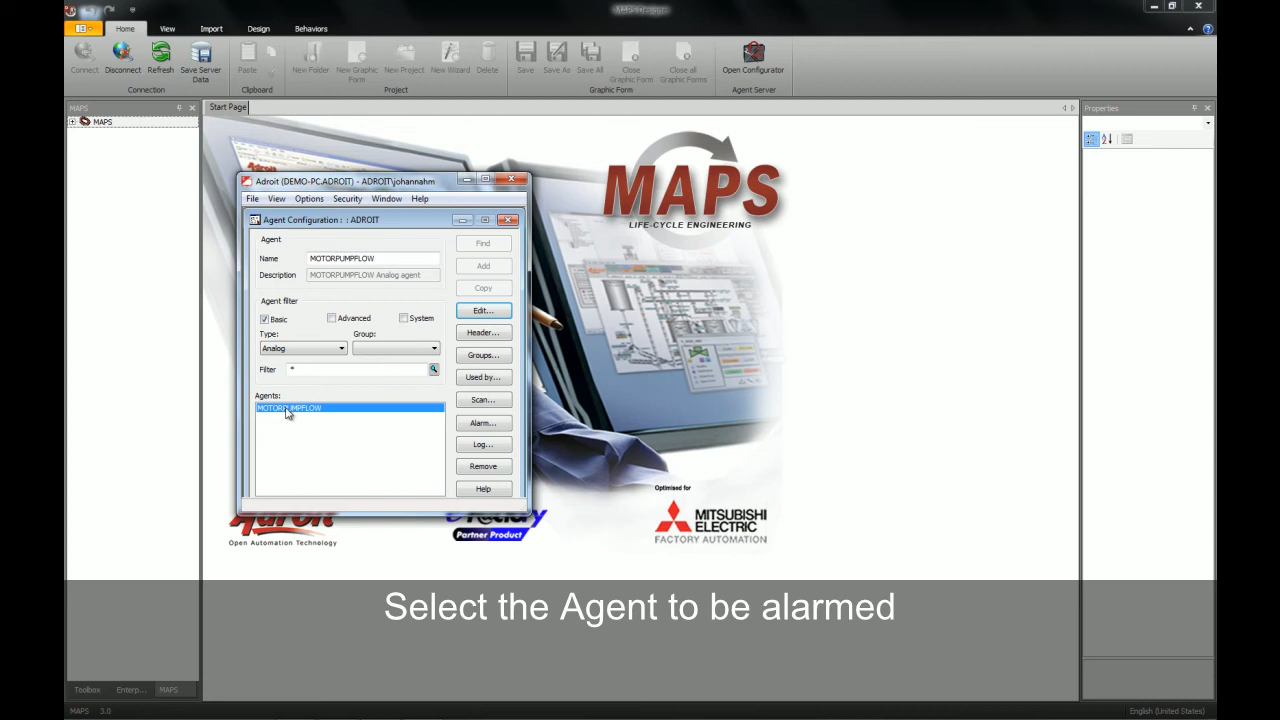 MAPS Designer
Home View Import Design Behaviors
Connect Disconnect Refresh Save Server Data Paste New Folder New Graphic Form New Project New Wizard Delete Save Save As Save All Close Graphic Form Close all Graphic Forms Open Configurator
Connection Clipboard Project Graphic Form Agent Server
MAPS
Start Page
Properties
MAPS
MAPS
LIFE-CYCLE ENGINEERING
Adroit (DEMO-PC.ADROIT) - ADROIT\johannahm
File View Options Security Window Help
Agent Configuration : : ADROIT
Agent
Find
Name MOTORPUMPFLOW
Add
Description MOTORPUMPFLOW Analog agent
Copy
Agent filter
Edit...
Basic Advanced System
Header...
Type: Group:
Analog
Groups...
Filter *
Used by...
Agents:
Scan...
MOTORPUMPFLOW
Alarm...
Log...
Remove
Help
Optimised for
Adroit
Open Automation Technology
Partner Product
MITSUBISHI
ELECTRIC
FACTORY AUTOMATION
Select the Agent to be alarmed
Toolbox Enterp... MAPS
MAPS 3.0
English (United States)